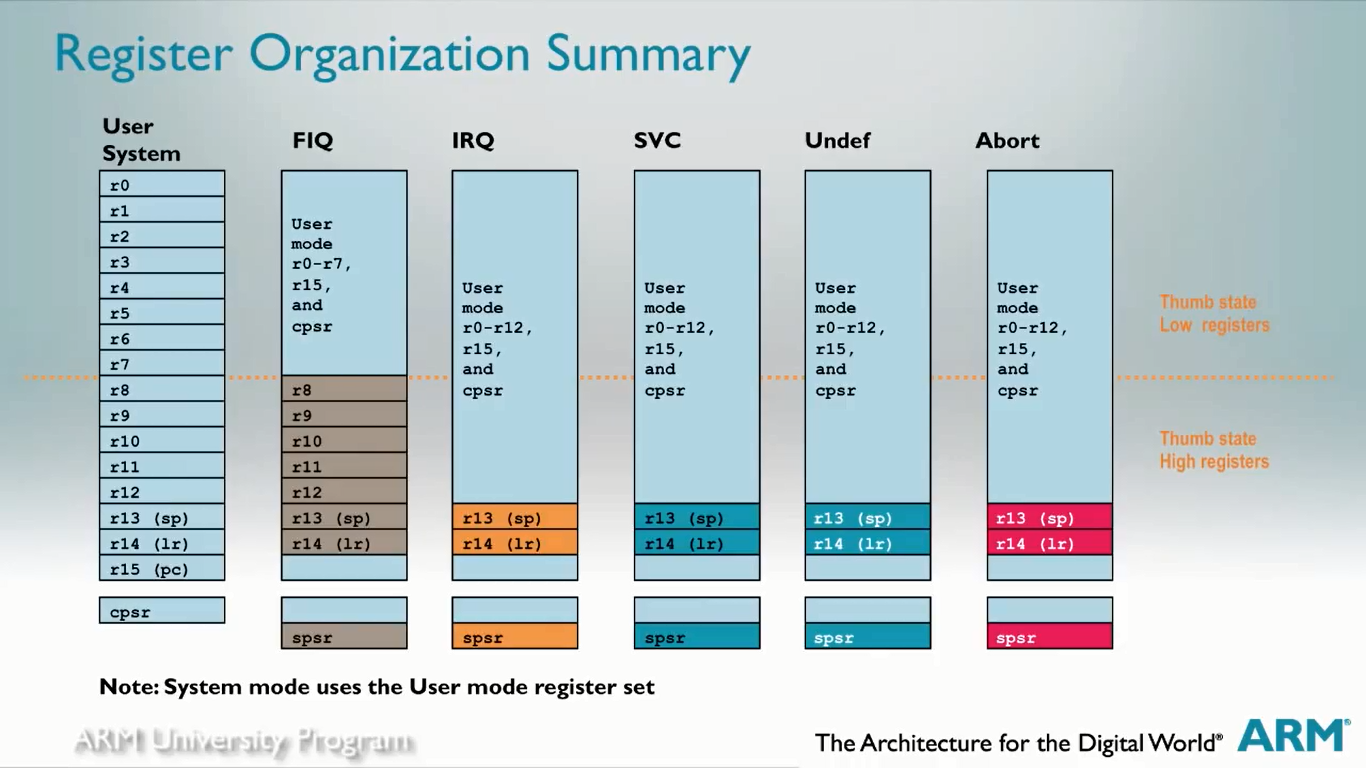 Register Organization Summary
User
System
r0
r1
r2
r3
r4
r5
r6
r7
r8
r9
r10
r11
r12
r13 (sp)
r14 (lr)
r15 (pc)
cpsr
FIQ
User
mode
r0-r7,
r15,
and
cpsr
r8
r9
r10
r11
r12
r13 (sp)
r14 (lr)
spsr
IRQ
User
mode
r0-r12,
r15,
and
cpsr
r13 (sp)
r14 (lr)
spsr
SVC
User
mode
r0-r12,
r15,
and
cpsr
r13 (sp)
r14 (lr)
spsr
Undef
User
mode
r0-r12,
r15,
and
cpsr
r13 (sp)
r14 (lr)
spsr
Abort
User
mode
r0-r12,
r15,
and
cpsr
r13 (sp)
r14 (lr)
spsr
Thumb state
Low registers
Thumb state
High registers
Note: System mode uses the User mode register set
ARM University Program
The Architecture for the Digital World®
ARM®